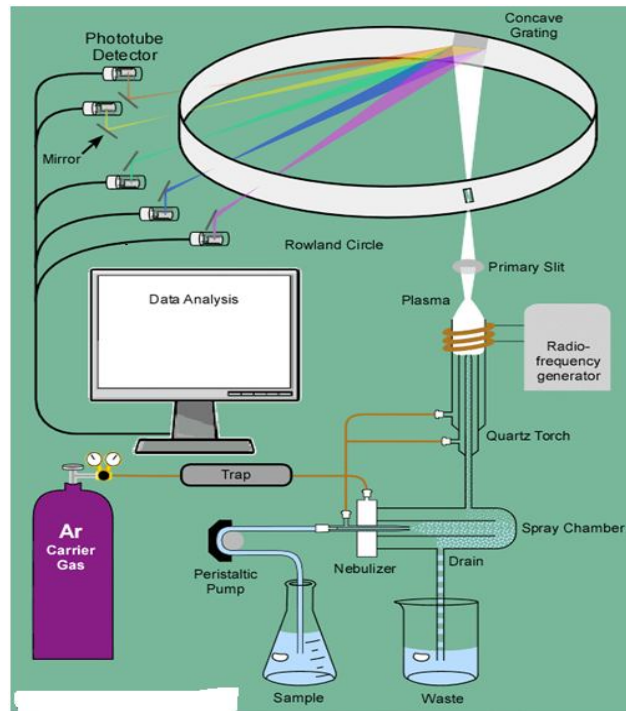 Concave
Grating
Phototube
Detector
Mirror
Rowland Circle
Primary Slit
Data Analysis
Plasma
Radio-
frequency
generator
Quartz Torch
Trap
Ar
Carrier
Gas
Spray Chamber
Peristaltic
Pump
Nebulizer
Drain
Sample
Waste